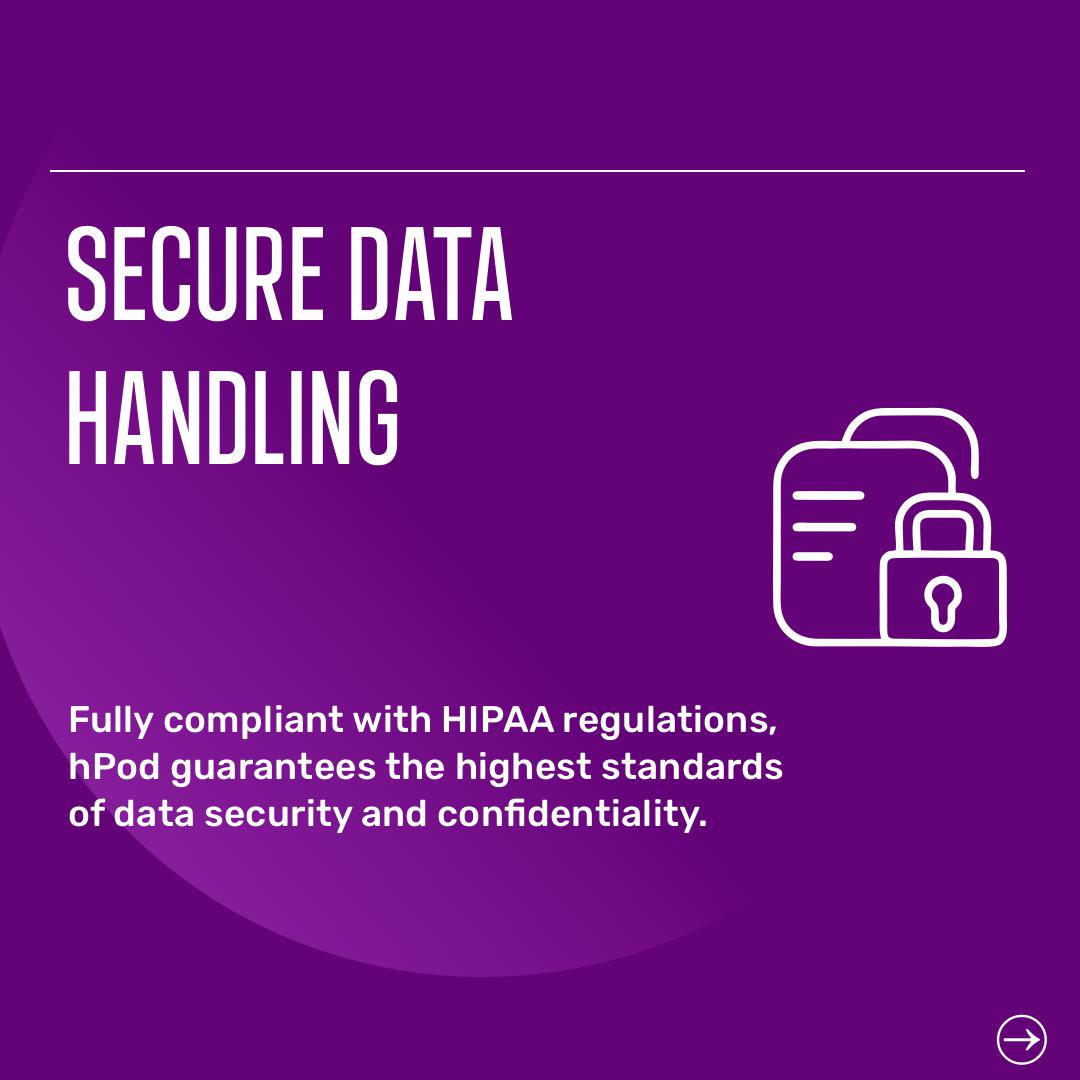 SECURE DATA
HANDLING
Fully compliant with HIPAA regulations,
hPod guarantees the highest standards
of data security and confidentiality.